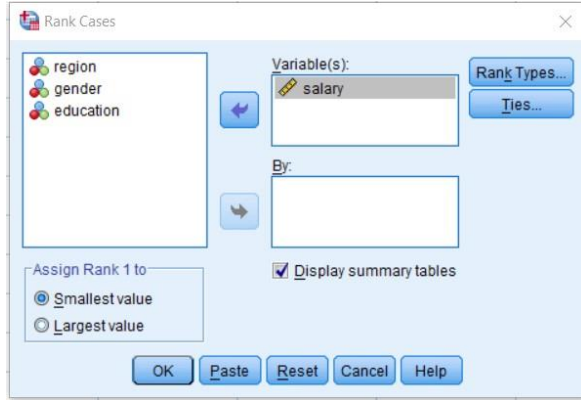 Rank Cases
region
gender
education
Variable(s):
salary
Rank Types...
Ties...
By:
Assign Rank 1 to
Smallest value
Largest value
Display summary tables
OK Paste Reset Cancel Help